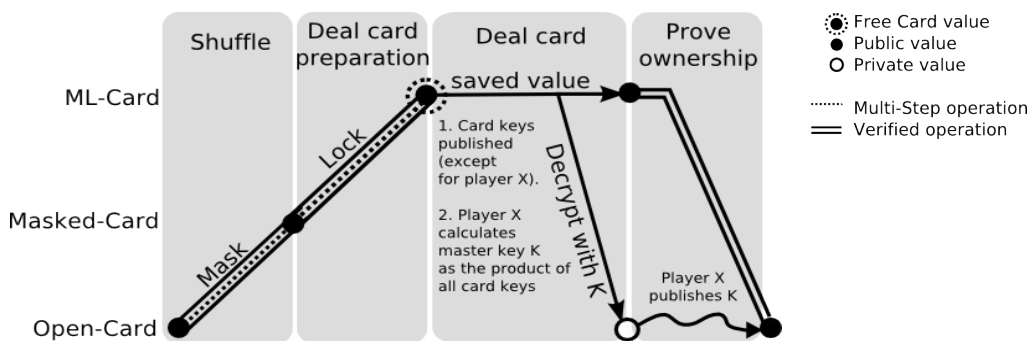 Shuffle
Deal card
preparation
Deal card
Prove
ownership
Free Card value
Public value
Private value
Multi-Step operation
Verified operation
ML-Card
Masked-Card
Open-Card
Mask
Lock
saved value
1. Card keys
published
(except
for player X).
2. Player X
calculates
master key K
as the product of
all card keys
Decrypt with K
Player X
publishes K